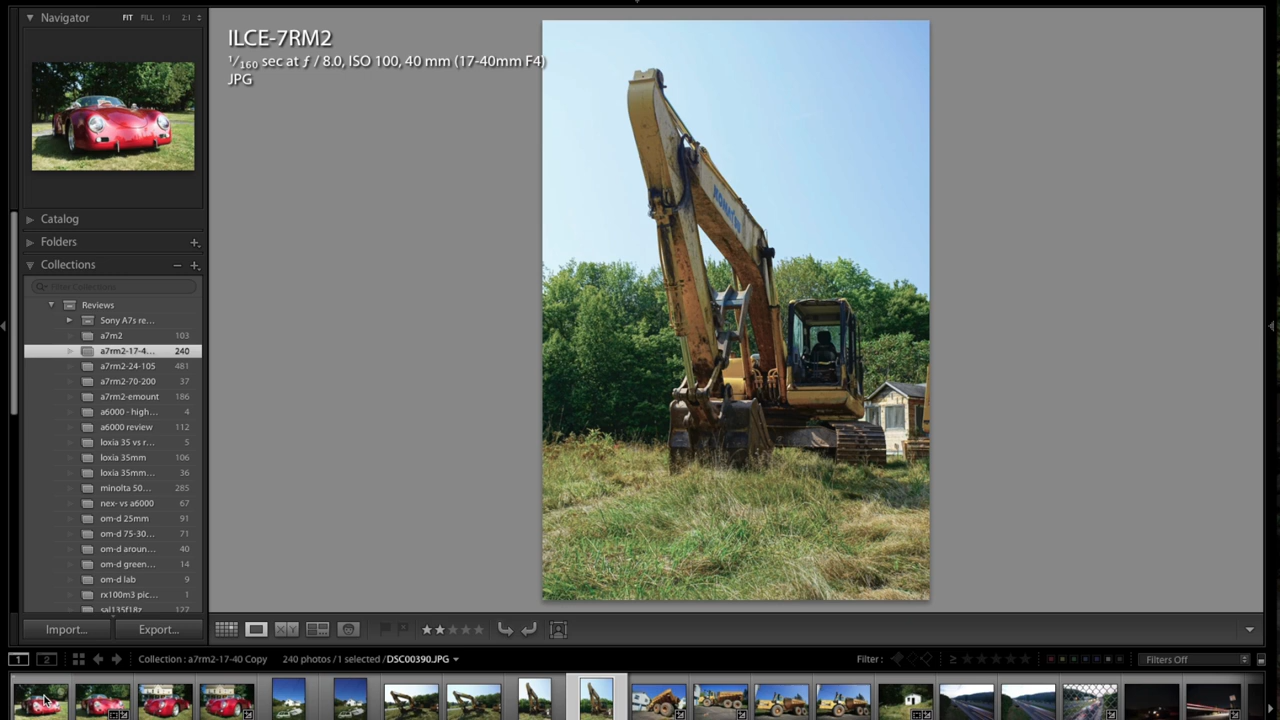 Navigator
FIT FILL 1:1 2:1
ILCE-7RM2
1/160 sec at ƒ / 8.0, ISO 100, 40 mm (17-40mm F4)
JPG
KOMATSU
Catalog
Folders
Collections
Filter Collections
Reviews
Sony A7s re...
a7m2 103
a7rm2-17-4... 240
a7rm2-24-105 481
a7rm2-70-200 37
a7rm2-emount 186
a6000 - high... 4
a6000 review 112
loxia 35 vs r... 5
loxia 35mm 106
loxia 35mm... 36
minolta 50... 285
nex- vs a6000 67
om-d 25mm 91
om-d 75-30... 71
om-d aroun... 40
om-d green... 14
om-d lab 9
rx100m3 pic... 1
sal135f18z 127
Import... Export...
X Y
1 2 Collection : a7rm2-17-40 Copy 240 photos / 1 selected / DSC00390.JPG Filter : ≥ Filters Off